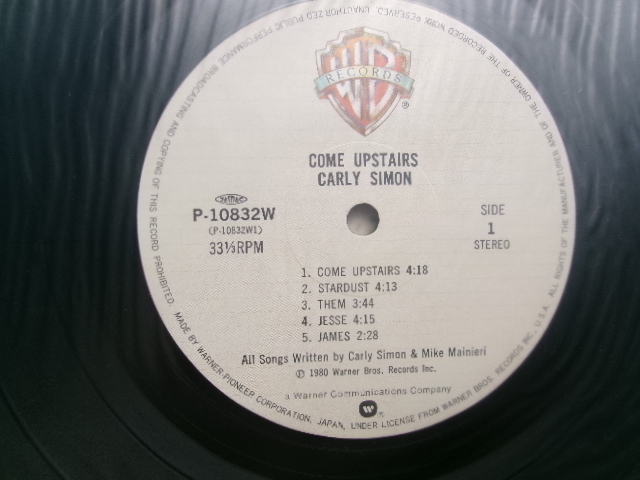 WB
RECORDS
®
COME UPSTAIRS
CARLY SIMON
P-10832W
(P-10832W1)
33⅓RPM
SIDE
1
STEREO
1. COME UPSTAIRS 4:18
2. STARDUST 4:13
3. THEM 3:44
4. JESSE 4:15
5. JAMES 2:28
All Songs Written by Carly Simon & Mike Mainieri
℗ 1980 Warner Bros. Records Inc.
a Warner Communications Company
MADE BY WARNER-PIONEER CORPORATION, JAPAN, UNDER LICENSE FROM WARNER BROS. RECORDS INC., U.S.A. ALL RIGHTS OF THE MANUFACTURER AND OF THE OWNER OF THE RECORDED WORK RESERVED. UNAUTHORIZED PUBLIC PERFORMANCE BROADCASTING AND COPYING OF THIS RECORD PROHIBITED.